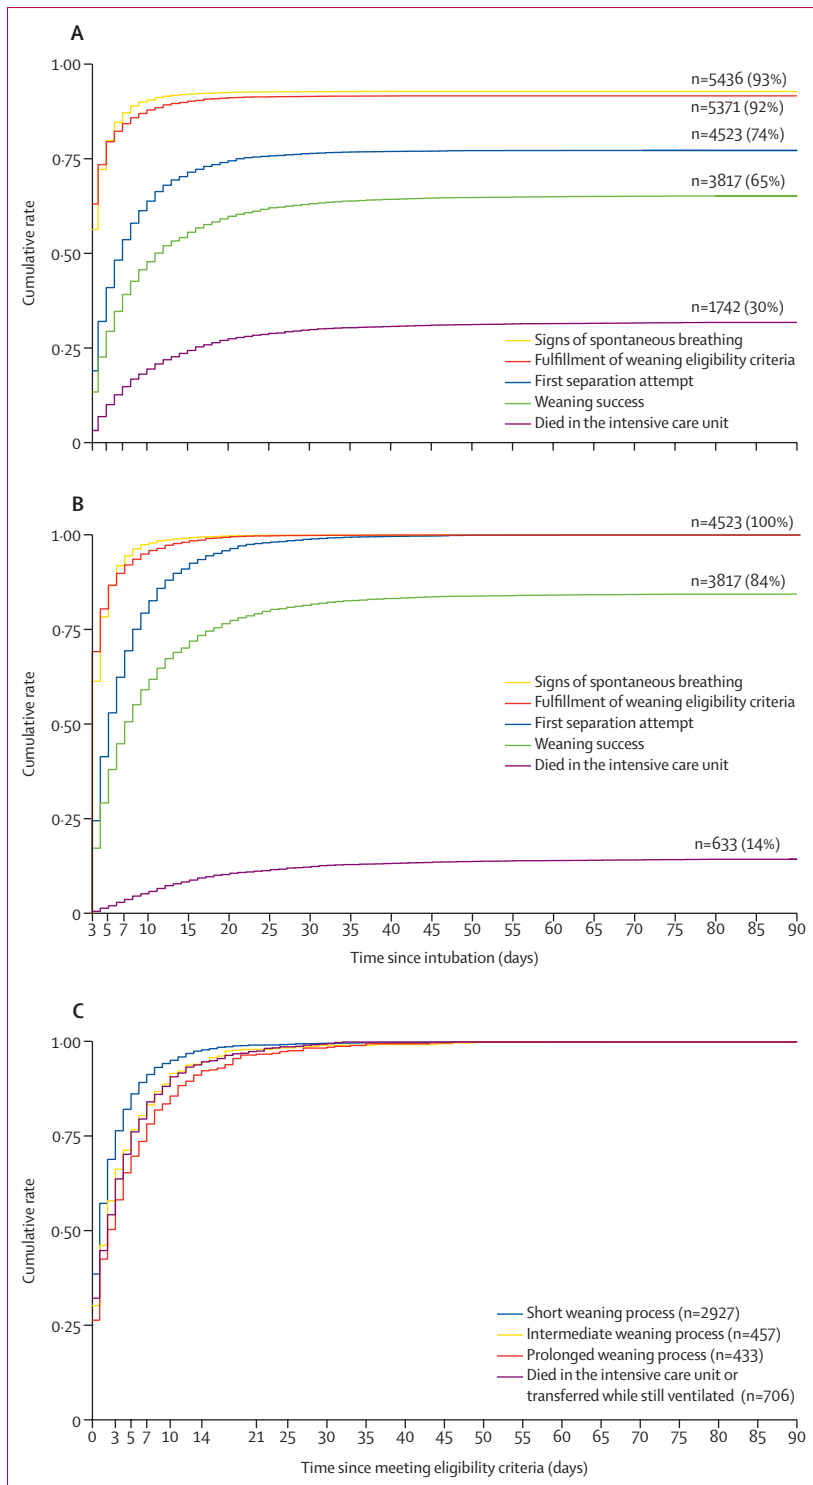 A
1·00
0·75
0·50
0·25
0
Cumulative rate
n=5436 (93%)
n=5371 (92%)
n=4523 (74%)
n=3817 (65%)
n=1742 (30%)
Signs of spontaneous breathing
Fulfillment of weaning eligibility criteria
First separation attempt
Weaning success
Died in the intensive care unit
B
1·00
0·75
0·50
0·25
0
Cumulative rate
n=4523 (100%)
n=3817 (84%)
Signs of spontaneous breathing
Fulfillment of weaning eligibility criteria
First separation attempt
Weaning success
Died in the intensive care unit
n=633 (14%)
3 5 7 10 15 20 25 30 35 40 45 50 55 60 65 70 75 80 85 90
Time since intubation (days)
C
1·00
0·75
0·50
0·25
0
Cumulative rate
Short weaning process (n=2927)
Intermediate weaning process (n=457)
Prolonged weaning process (n=433)
Died in the intensive care unit or
transferred while still ventilated (n=706)
0 3 5 7 10 14 21 25 30 35 40 45 50 55 60 65 70 75 80 85 90
Time since meeting eligibility criteria (days)